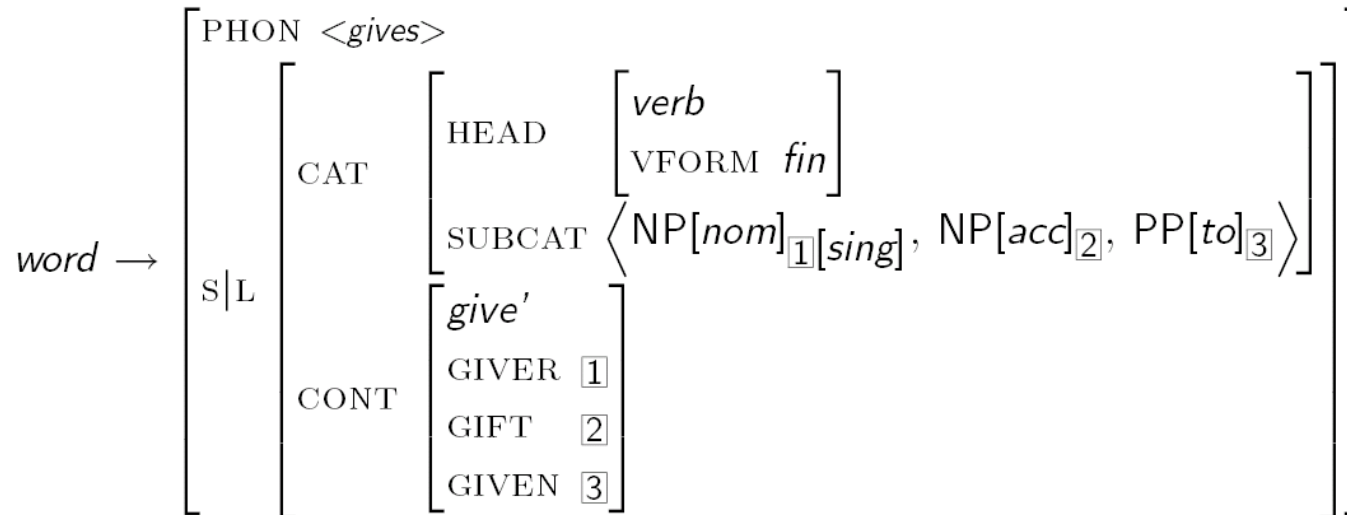 PHON <gives>
verb
HEAD
VFORM fin
CAT
SUBCAT ⟨NP[nom]1[sing], NP[acc]2, PP[to]3⟩
word →
S|L
give'
GIVER 1
CONT
GIFT 2
GIVEN 3